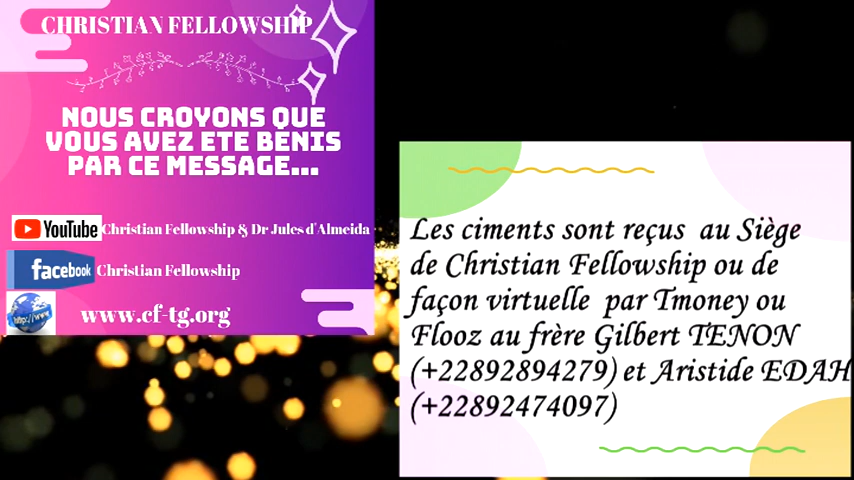 CHRISTIAN FELLOWSHIP
NOUS CROYONS QUE
VOUS AVEZ ETE BENIS
PAR CE MESSAGE...
YouTube Christian Fellowship & Dr Jules d'Almeida
facebook Christian Fellowship
http://www www.cf-tg.org
Les ciments sont reçus au Siège
de Christian Fellowship ou de
façon virtuelle par Tmoney ou
Flooz au frère Gilbert TENON
(+22892894279) et Aristide EDAH
(+22892474097)